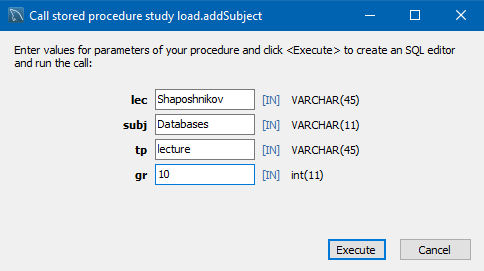 Call stored procedure study load.addSubject
Enter values for parameters of your procedure and click <Execute> to create an SQL editor
and run the call:
lec Shaposhnikov [IN] VARCHAR(45)
subj Databases [IN] VARCHAR(11)
tp lecture [IN] VARCHAR(45)
gr 10 [IN] int(11)
Execute Cancel